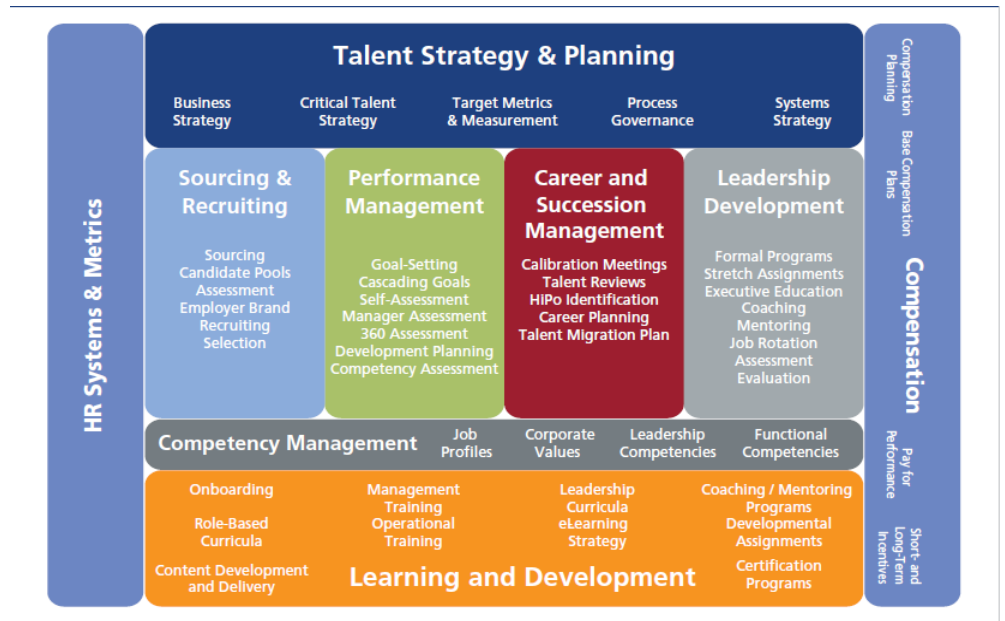 HR Systems & Metrics
Talent Strategy & Planning
Business
Strategy
Critical Talent
Strategy
Target Metrics
& Measurement
Process
Governance
Systems
Strategy
Sourcing &
Recruiting
Sourcing
Candidate Pools
Assessment
Employer Brand
Recruiting
Selection
Performance
Management
Goal-Setting
Cascading Goals
Self-Assessment
Manager Assessment
360 Assessment
Development Planning
Competency Assessment
Career and
Succession
Management
Calibration Meetings
Talent Reviews
HiPo Identification
Career Planning
Talent Migration Plan
Leadership
Development
Formal Programs
Stretch Assignments
Executive Education
Coaching
Mentoring
Job Rotation
Assessment
Evaluation
Competency Management
Job
Profiles
Corporate
Values
Leadership
Competencies
Functional
Competencies
Onboarding
Role-Based
Curricula
Content Development
and Delivery
Management
Training
Operational
Training
Leadership
Curricula
eLearning
Strategy
Coaching / Mentoring
Programs
Developmental
Assignments
Certification
Programs
Learning and Development
Compensation
Planning
Base Compensation
Plans
Compensation
Pay for
Performance
Short- and
Long-Term
Incentives